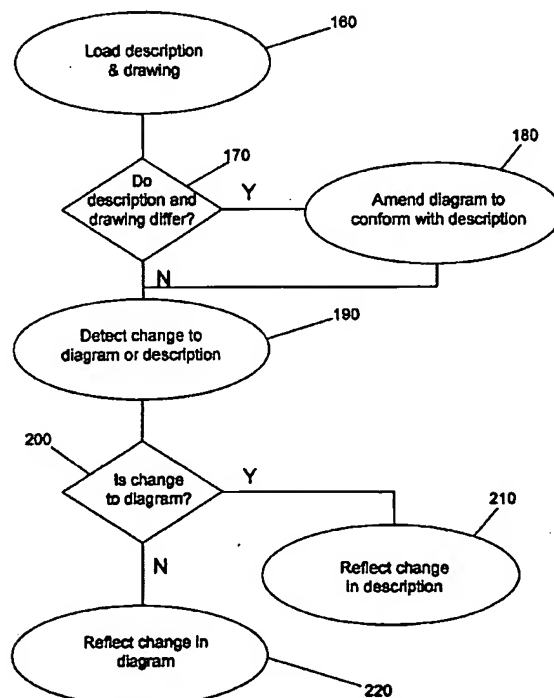 160
Load description
& drawing
170
180
Do
description and
drawing differ?
Y
Amend diagram to
conform with description
N
190
Detect change to
diagram or description
200
Y
Is change
to diagram?
210
N
Reflect change
in description
Reflect change in
diagram
220